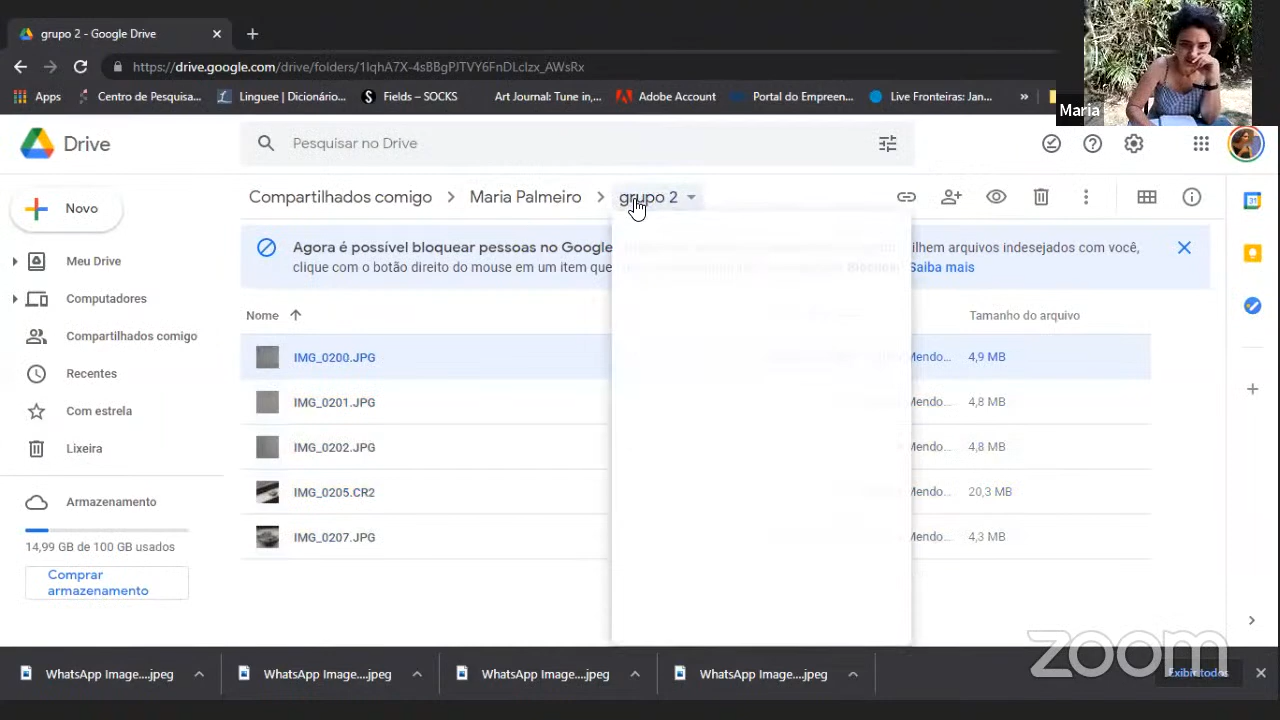 grupo 2 - Google Drive
https://drive.google.com/drive/folders/1IqhA7X-4sBBgPJTVY6FnDLcIzx_AWsRx
Apps
Centro de Pesquisa...
Linguee | Dicionário...
Fields – SOCKS
Art Journal: Tune in,...
Adobe Account
Portal do Empreen...
Live Fronteiras: Jan...
»
Maria
Drive
Pesquisar no Drive
Novo
Compartilhados comigo
Maria Palmeiro
grupo 2
31
Agora é possível bloquear pessoas no Google
ilhem arquivos indesejados com você,
clique com o botão direito do mouse em um item que
Saiba mais
Meu Drive
Computadores
Compartilhados comigo
Recentes
Com estrela
Lixeira
Armazenamento
14,99 GB de 100 GB usados
Comprar
armazenamento
Nome
Tamanho do arquivo
IMG_0200.JPG
Mendo...
4,9 MB
IMG_0201.JPG
Mendo...
4,8 MB
IMG_0202.JPG
Mendo...
4,8 MB
IMG_0205.CR2
Mendo...
20,3 MB
IMG_0207.JPG
Mendo...
4,3 MB
WhatsApp Image....jpeg
WhatsApp Image....jpeg
WhatsApp Image....jpeg
WhatsApp Image....jpeg
Exibir todos
zoom